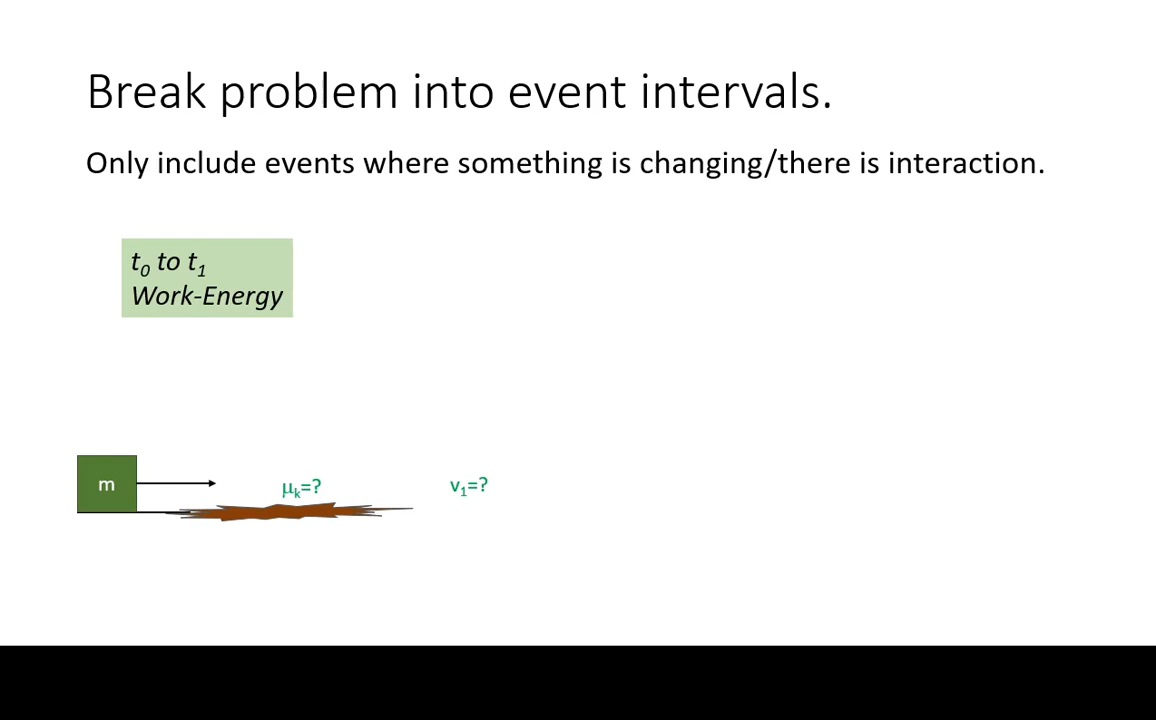 Break problem into event intervals.
Only include events where something is changing/there is interaction.
t₀ to t₁
Work-Energy
m
μₖ=?
v₁=?